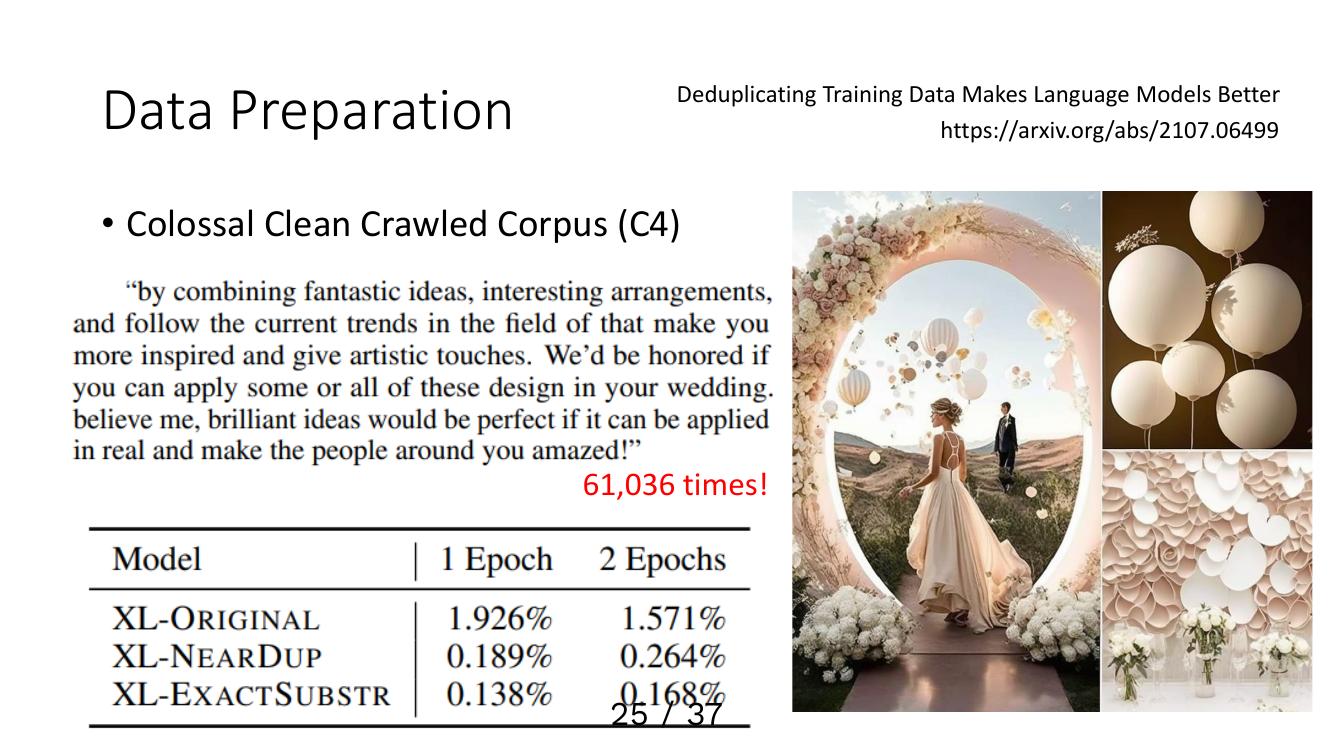 Data Preparation
Deduplicating Training Data Makes Language Models Better
https://arxiv.org/abs/2107.06499
• Colossal Clean Crawled Corpus (C4)
“by combining fantastic ideas, interesting arrangements,
and follow the current trends in the field of that make you
more inspired and give artistic touches. We’d be honored if
you can apply some or all of these design in your wedding.
believe me, brilliant ideas would be perfect if it can be applied
in real and make the people around you amazed!”
61,036 times!
Model 1 Epoch 2 Epochs
XL-ORIGINAL 1.926% 1.571%
XL-NEARDUP 0.189% 0.264%
XL-EXACTSUBSTR 0.138% 0.168%
25 / 37